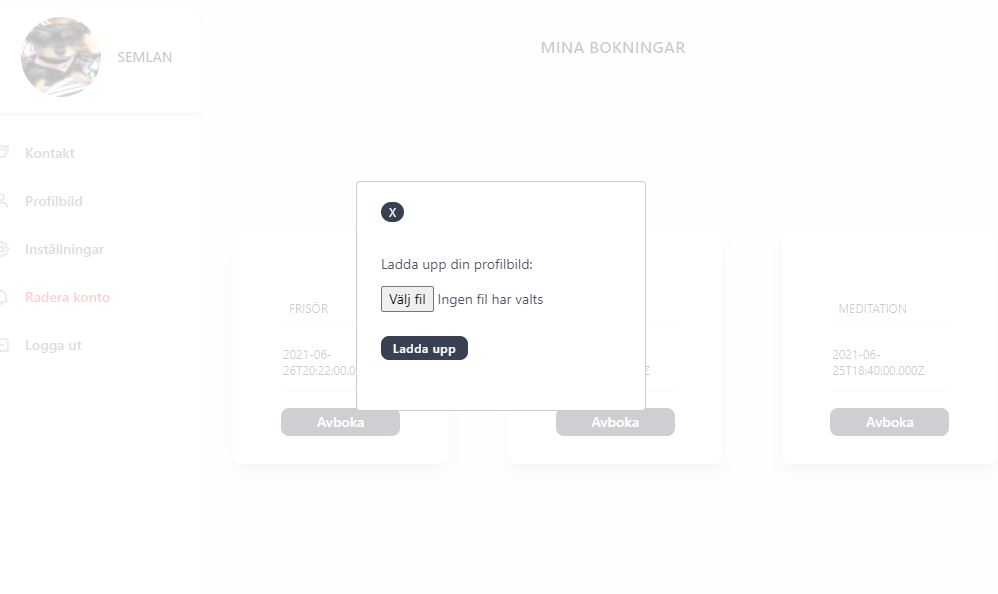 SEMLAN
MINA BOKNINGAR
Kontakt
Profilbild
Inställningar
Radera konto
Logga ut
X
Ladda upp din profilbild:
Välj fil Ingen fil har valts
Ladda upp
FRISÖR
2021-06-
26T20:22:00.0
Avboka
Z
Avboka
MEDITATION
2021-06-
25T18:40:00.000Z
Avboka